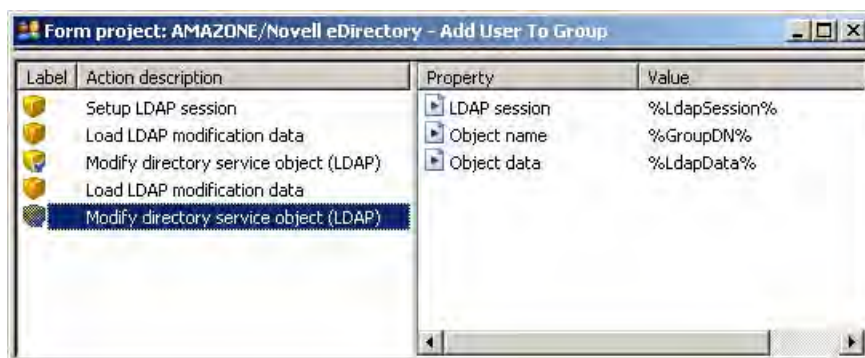 Form project: AMAZONE/Novell eDirectory - Add User To Group
Label Action description Property Value
Setup LDAP session LDAP session %LdapSession%
Load LDAP modification data Object name %GroupDN%
Modify directory service object (LDAP) Object data %LdapData%
Load LDAP modification data
Modify directory service object (LDAP)